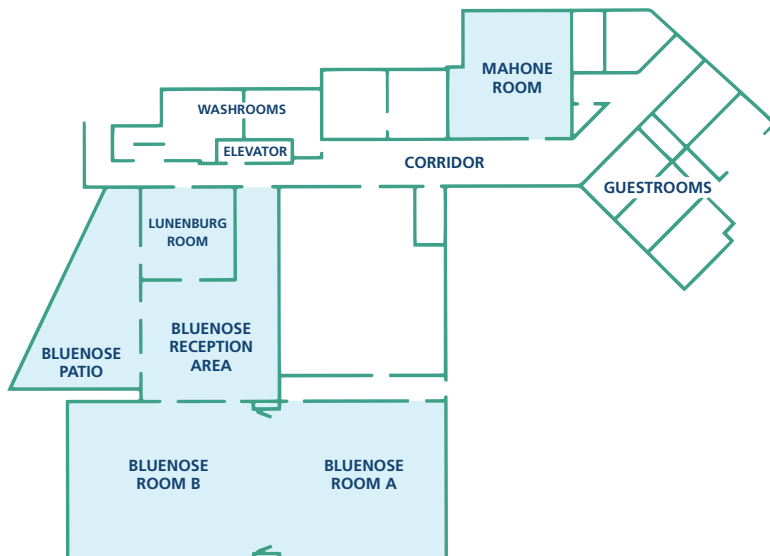 MAHONE
ROOM
WASHROOMS
ELEVATOR
CORRIDOR
GUESTROOMS
LUNENBURG
ROOM
BLUENOSE
RECEPTION
AREA
BLUENOSE
PATIO
BLUENOSE
ROOM B
BLUENOSE
ROOM A